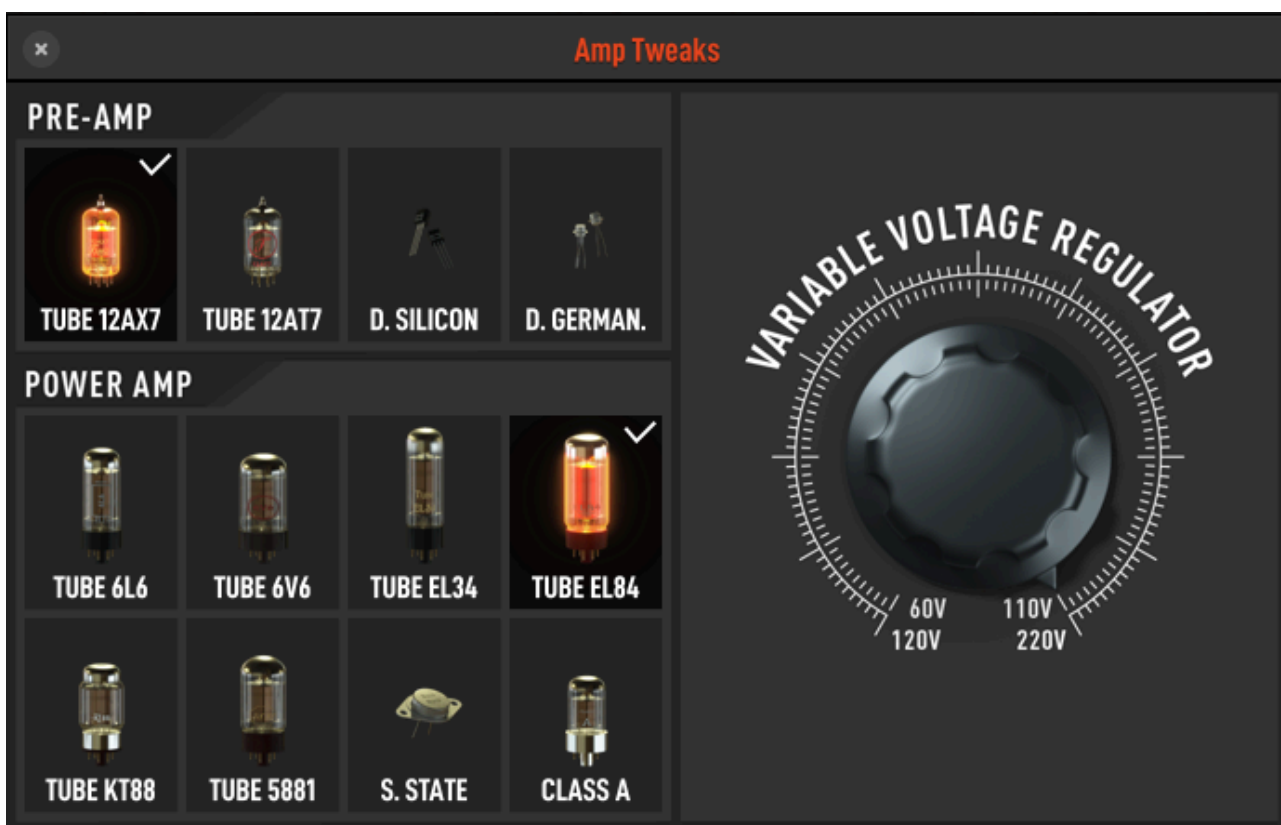 Amp Tweaks
PRE-AMP
TUBE 12AX7
TUBE 12AT7
D. SILICON
D. GERMAN.
POWER AMP
TUBE 6L6
TUBE 6V6
TUBE EL34
TUBE EL84
TUBE KT88
TUBE 5881
S. STATE
CLASS A
VARIABLE VOLTAGE REGULATOR
60V 110V
120V 220V